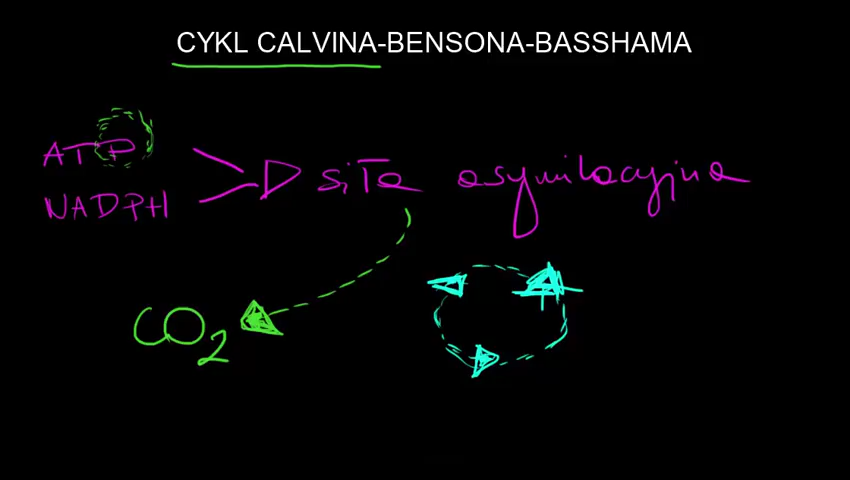 CYKL CALVINA-BENSONA-BASSHAMA
ATP
NADPH
siła asymilacyjna
CO2